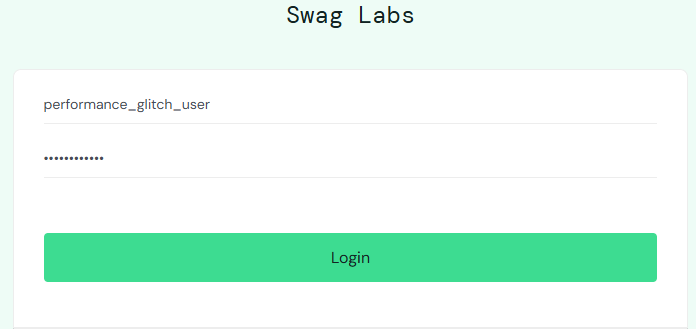 Swag Labs
performance_glitch_user
••••••••••••
Login